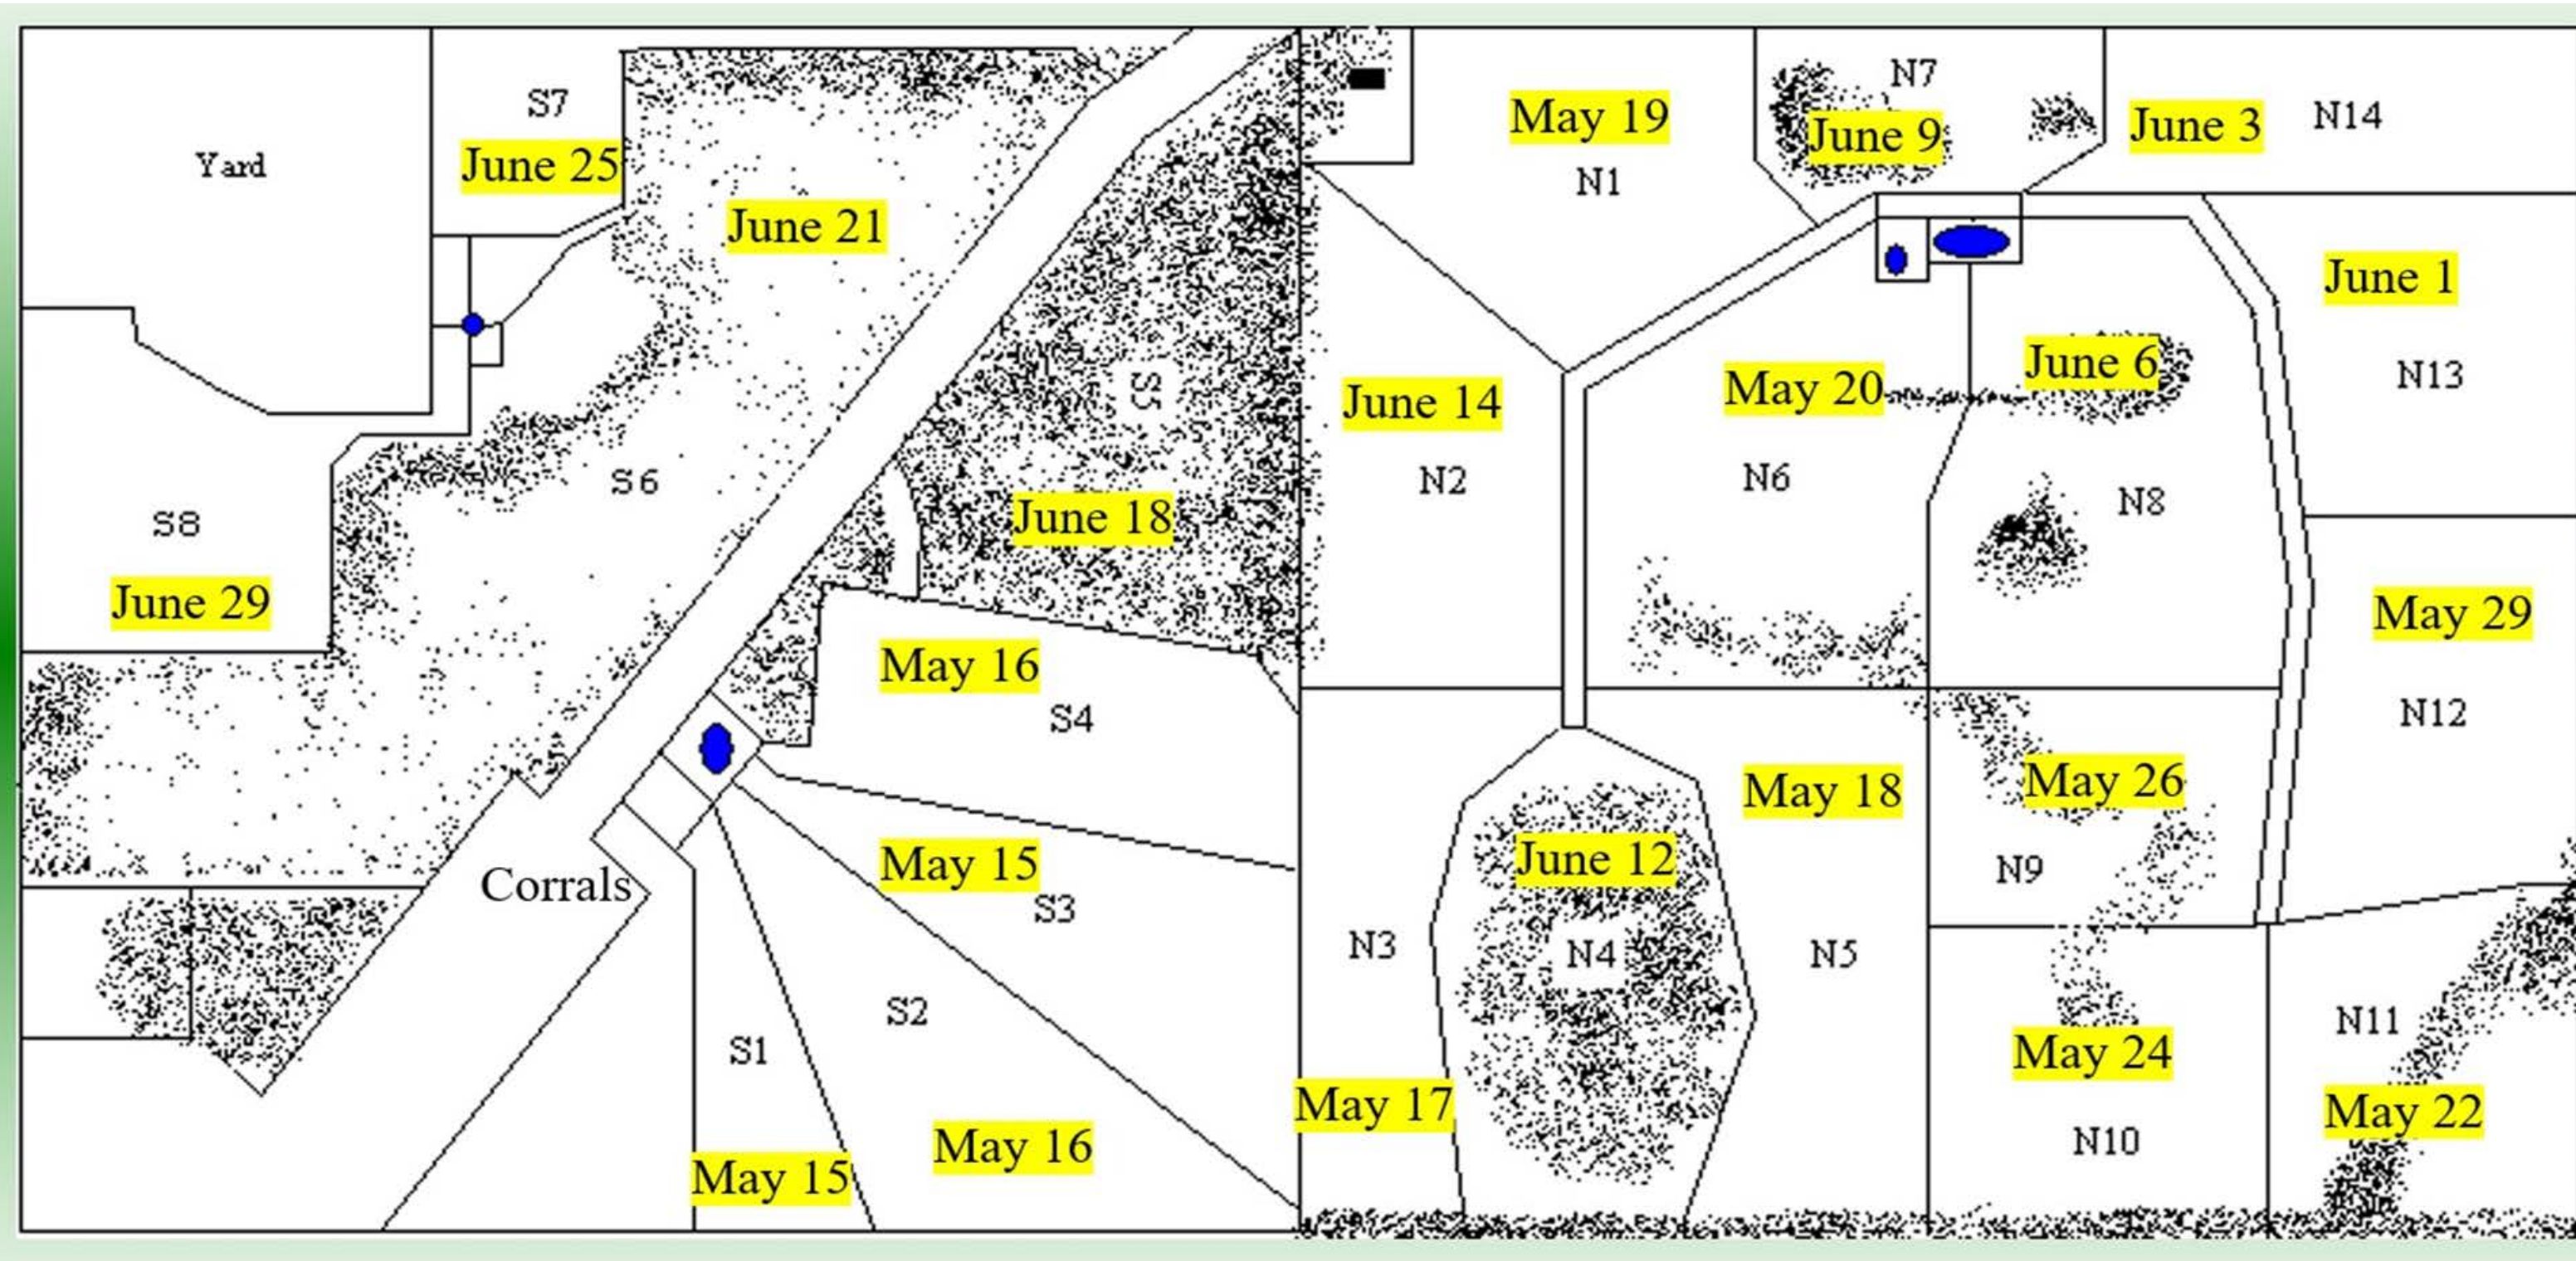 Yard
S7
June 25
June 21
S6
S8
June 29
S5
June 18
May 16
S4
May 15
S3
S2
S1
May 15
May 16
Corrals
May 19
N1
N7
June 9
June 3
N14
June 1
N13
June 14
N2
May 20
N6
June 6
N8
May 29
N12
May 18
N5
June 12
N4
N3
May 17
May 26
N9
May 24
N10
N11
May 22